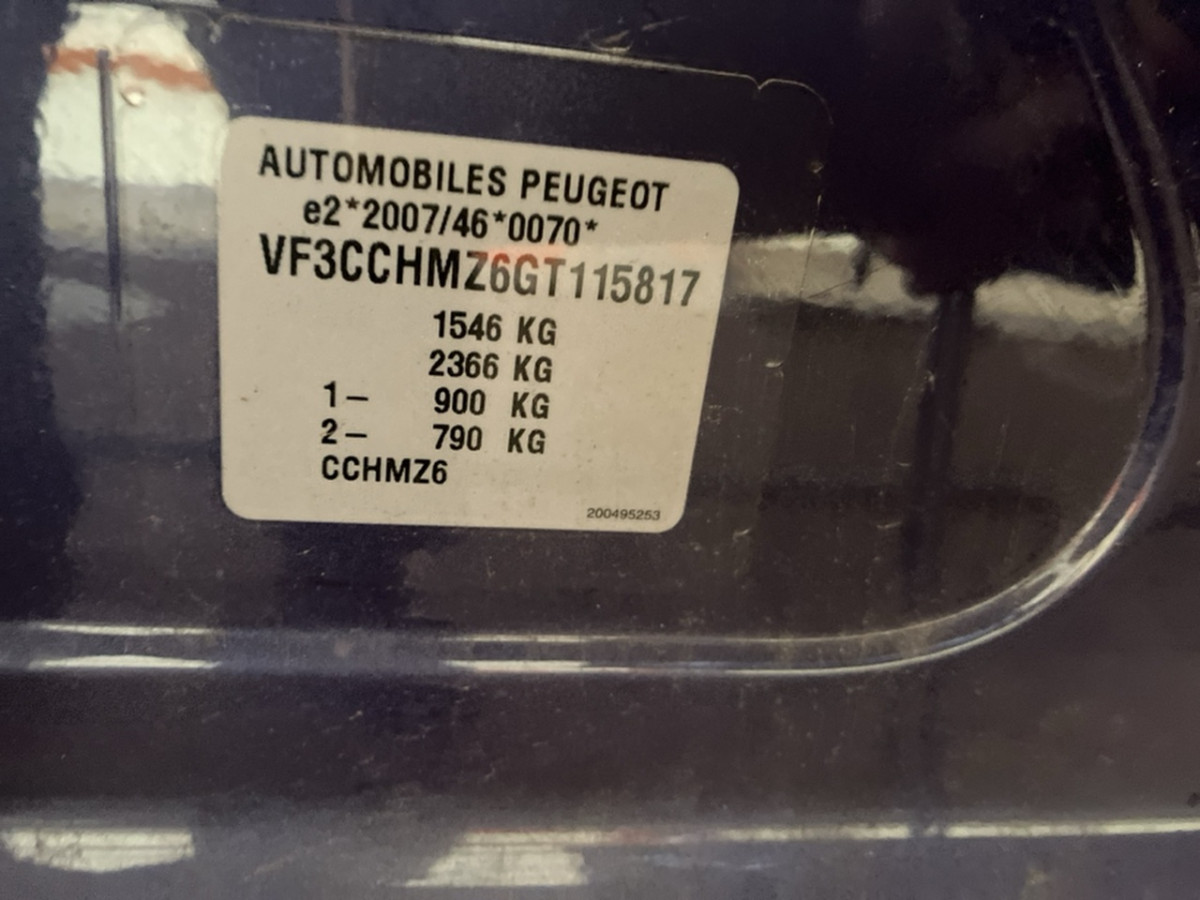 AUTOMOBILES PEUGEOT
e2*2007/46*0070*
VF3CCHMZ6GT115817
1546 KG
2366 KG
1– 900 KG
2– 790 KG
CCHMZ6
200495253